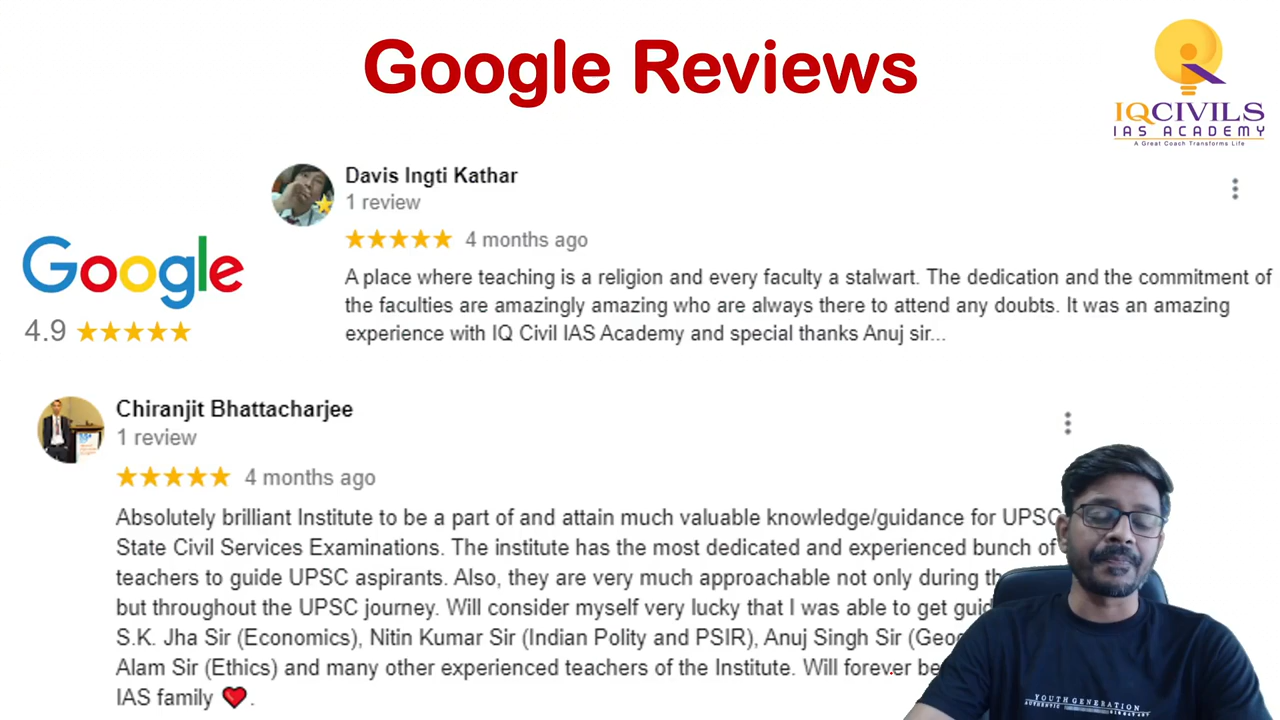 Google Reviews
IQCIVILS
IAS ACADEMY
A Great Coach Transforms Life
Davis Ingti Kathar
1 review
4 months ago
Google
4.9
A place where teaching is a religion and every faculty a stalwart. The dedication and the commitment of
the faculties are amazingly amazing who are always there to attend any doubts. It was an amazing
experience with IQ Civil IAS Academy and special thanks Anuj sir...
Chiranjit Bhattacharjee
1 review
4 months ago
Absolutely brilliant Institute to be a part of and attain much valuable knowledge/guidance for UPSC
State Civil Services Examinations. The institute has the most dedicated and experienced bunch of
teachers to guide UPSC aspirants. Also, they are very much approachable not only during
but throughout the UPSC journey. Will consider myself very lucky that I was able to get
S.K. Jha Sir (Economics), Nitin Kumar Sir (Indian Polity and PSIR), Anuj Singh Sir
Alam Sir (Ethics) and many other experienced teachers of the Institute. Will forever
IAS family ❤.
YOUTH GENERATION
AUTHENTIC